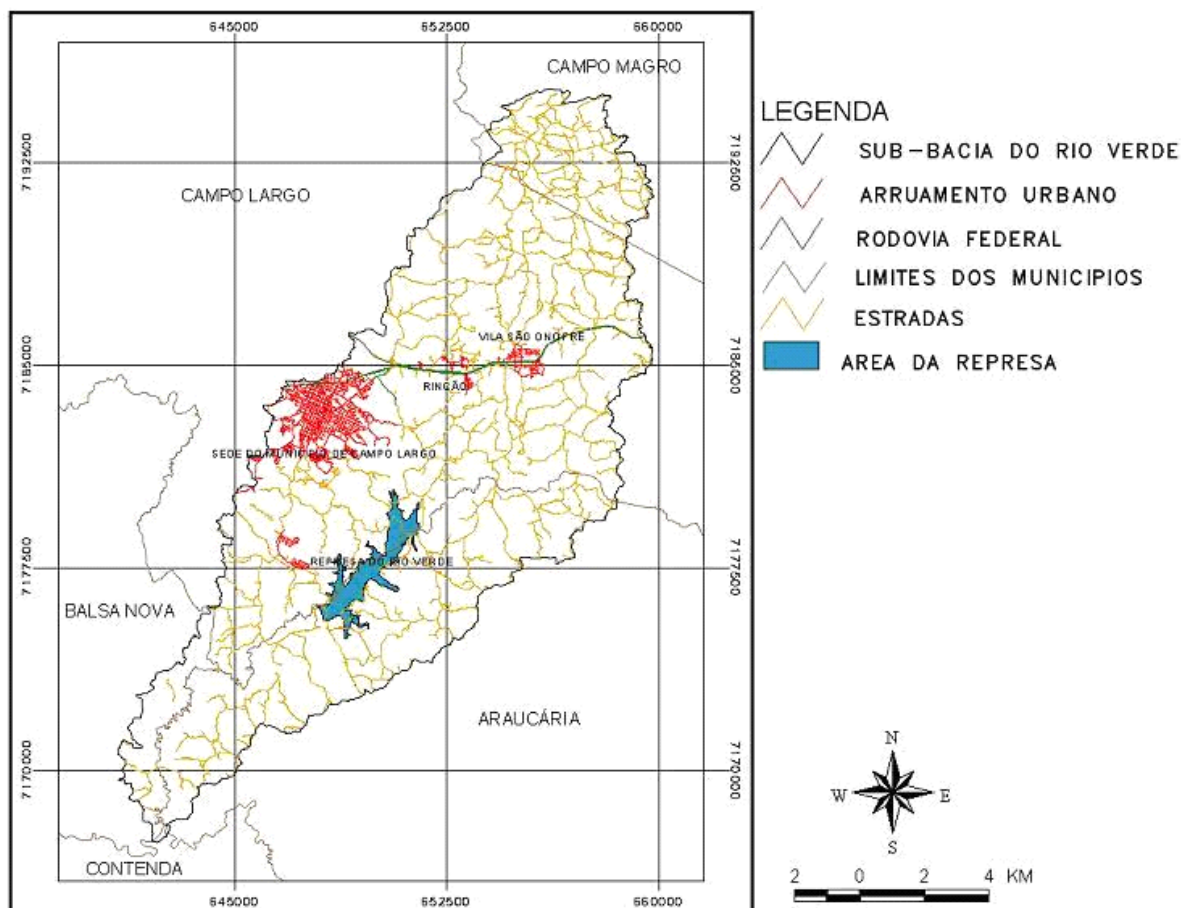 645000 652500 660000
CAMPO MAGRO
LEGENDA
SUB-BACIA DO RIO VERDE
7192500 7192500
CAMPO LARGO
ARRUAMENTO URBANO
RODOVIA FEDERAL
LIMITES DOS MUNICIPIOS
ESTRADAS
VILA SÃO ONOFRE
7185000 7185000
AREA DA REPRESA
RINCÃO
SEDE DO MUNICIPIO DE CAMPO LARGO
REPRESA DO RIO VERDE
7177500 7177500
BALSA NOVA
ARAUCÁRIA
7170000 7170000
N
W E
S
CONTENDA
2 0 2 4 KM
645000 652500 660000